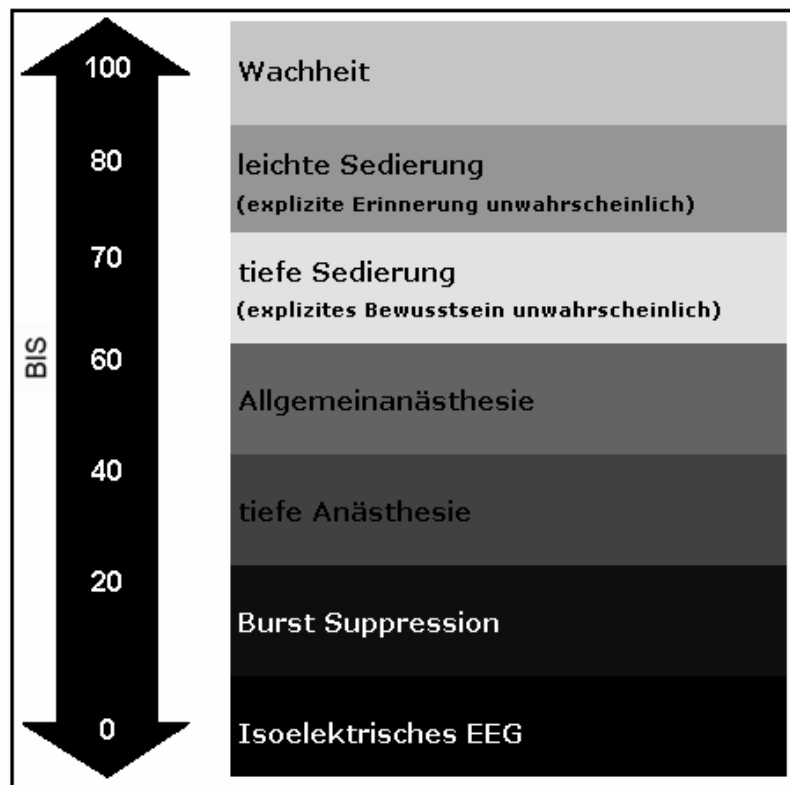 100
Wachheit
80
leichte Sedierung
(explizite Erinnerung unwahrscheinlich)
70
tiefe Sedierung
(explizites Bewusstsein unwahrscheinlich)
BIS
60
Allgemeinanästhesie
40
tiefe Anästhesie
20
Burst Suppression
0
Isoelektrisches EEG